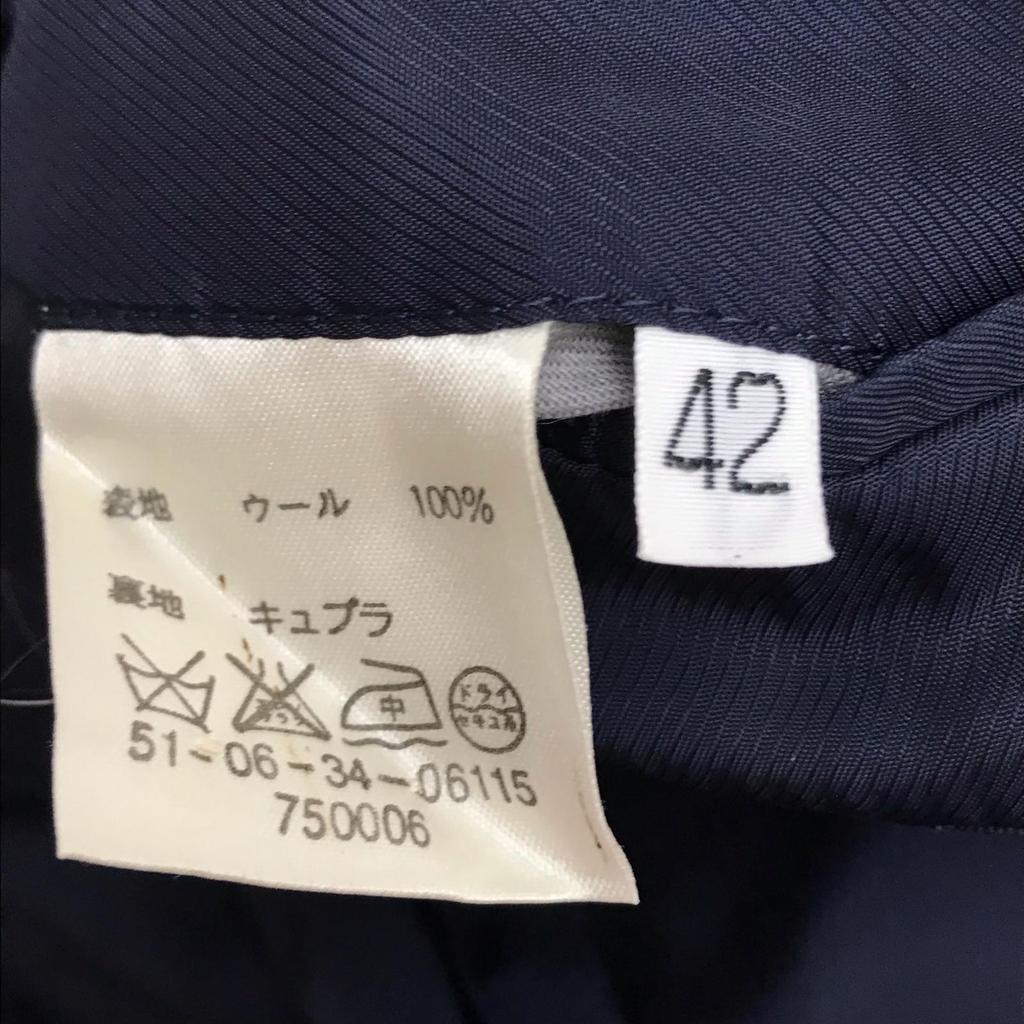 表地 ウール 100%
裏地 キュプラ
中
ドライ
セキユ系
51-06-34-06115
750006
42